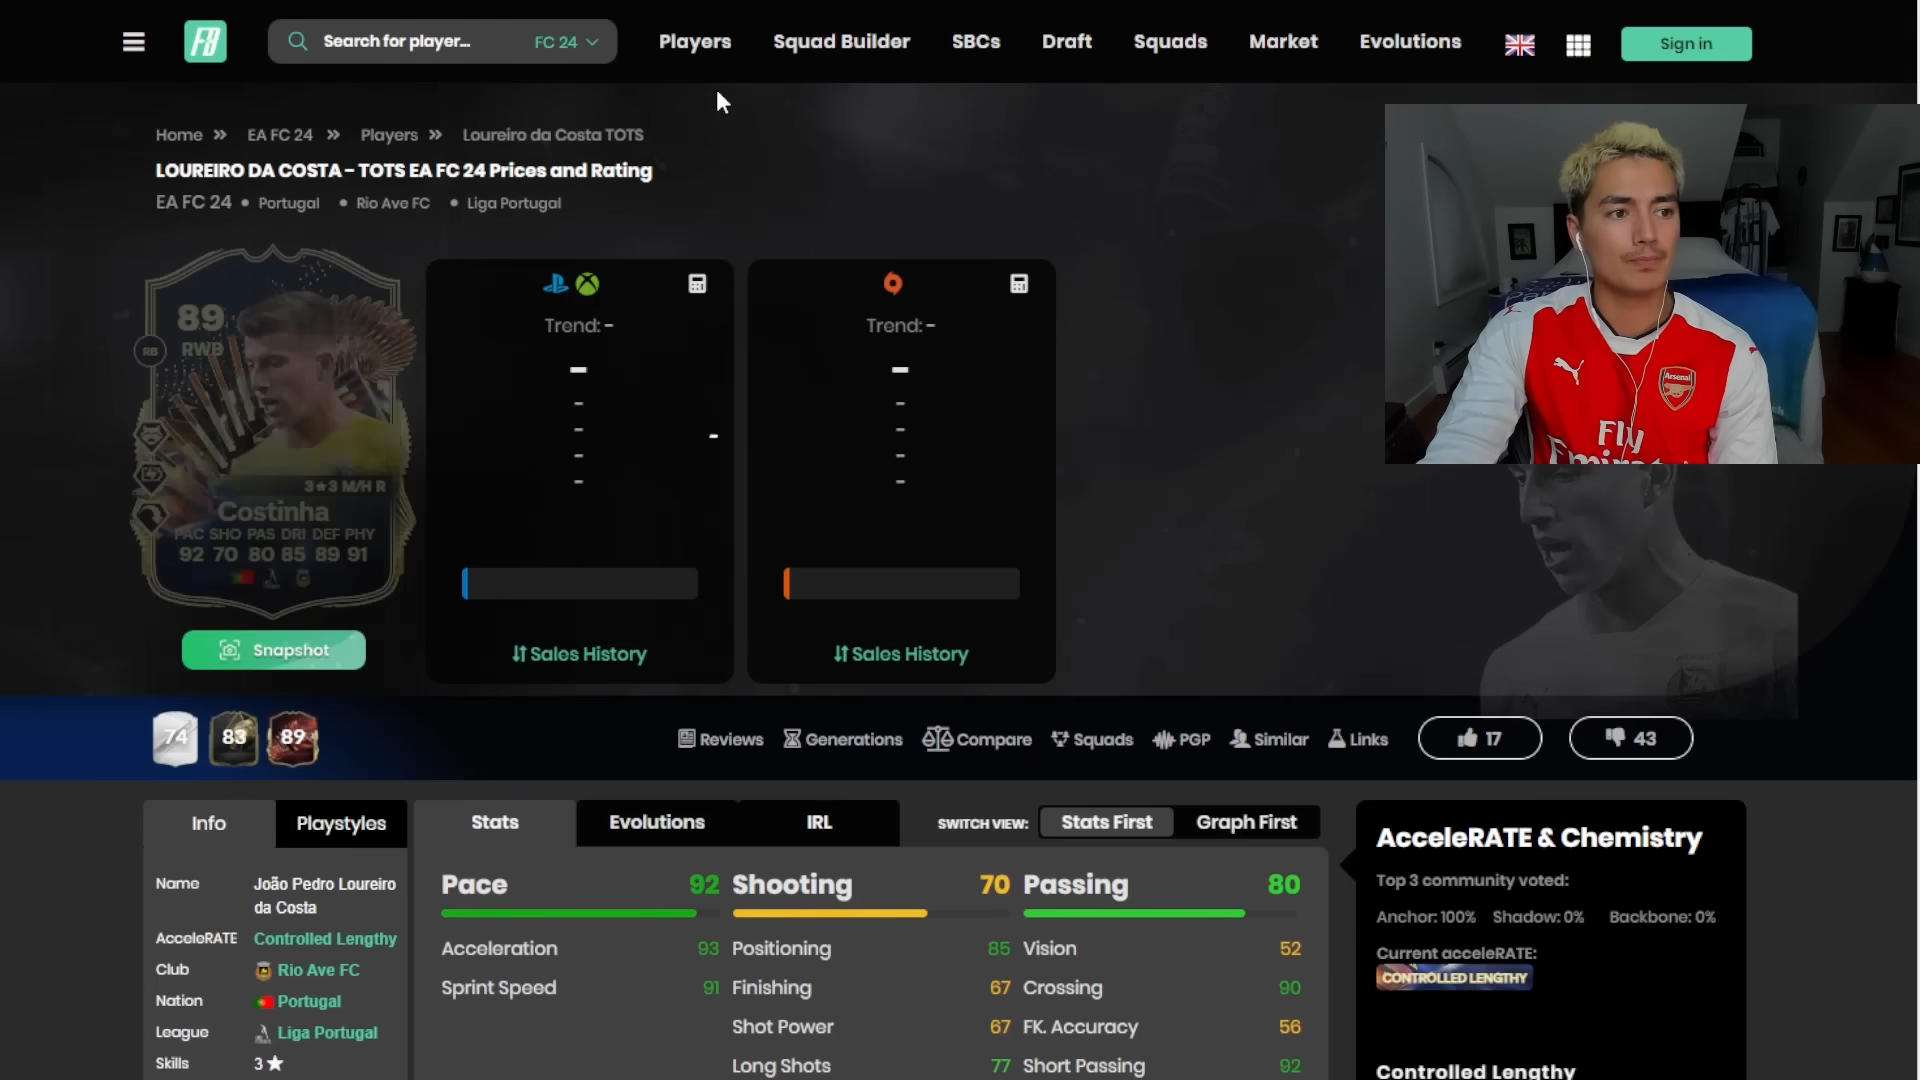 Search for player... FC 24 Players Squad Builder SBCs Draft Squads Market Evolutions Sign in
Home » EA FC 24 » Players » Loureiro da Costa TOTS
LOUREIRO DA COSTA - TOTS EA FC 24 Prices and Rating
EA FC 24 • Portugal • Rio Ave FC • Liga Portugal
89
RWB
RB
3★3 M/H R
Costinha
PAC SHO PAS DRI DEF PHY
92 70 80 85 89 91
Snapshot
Trend: -
-
-
-
-
-
-
Sales History
Trend: -
-
-
-
-
-
Sales History
Arsenal
Fly
Emirates
74 83 89
Reviews Generations Compare Squads PGP Similar Links 17 43
Info Playstyles
Name João Pedro Loureiro
da Costa
AcceleRATE Controlled Lengthy
Club Rio Ave FC
Nation Portugal
League Liga Portugal
Skills 3★
Stats Evolutions IRL SWITCH VIEW: Stats First Graph First
Pace 92
Acceleration 93
Sprint Speed 91
Shooting 70
Positioning 85
Finishing 67
Shot Power 67
Long Shots 77
Passing 80
Vision 52
Crossing 90
FK. Accuracy 56
Short Passing 92
AcceleRATE & Chemistry
Top 3 community voted:
Anchor: 100% Shadow: 0% Backbone: 0%
Current acceleRATE:
CONTROLLED LENGTHY
Controlled Lengthy